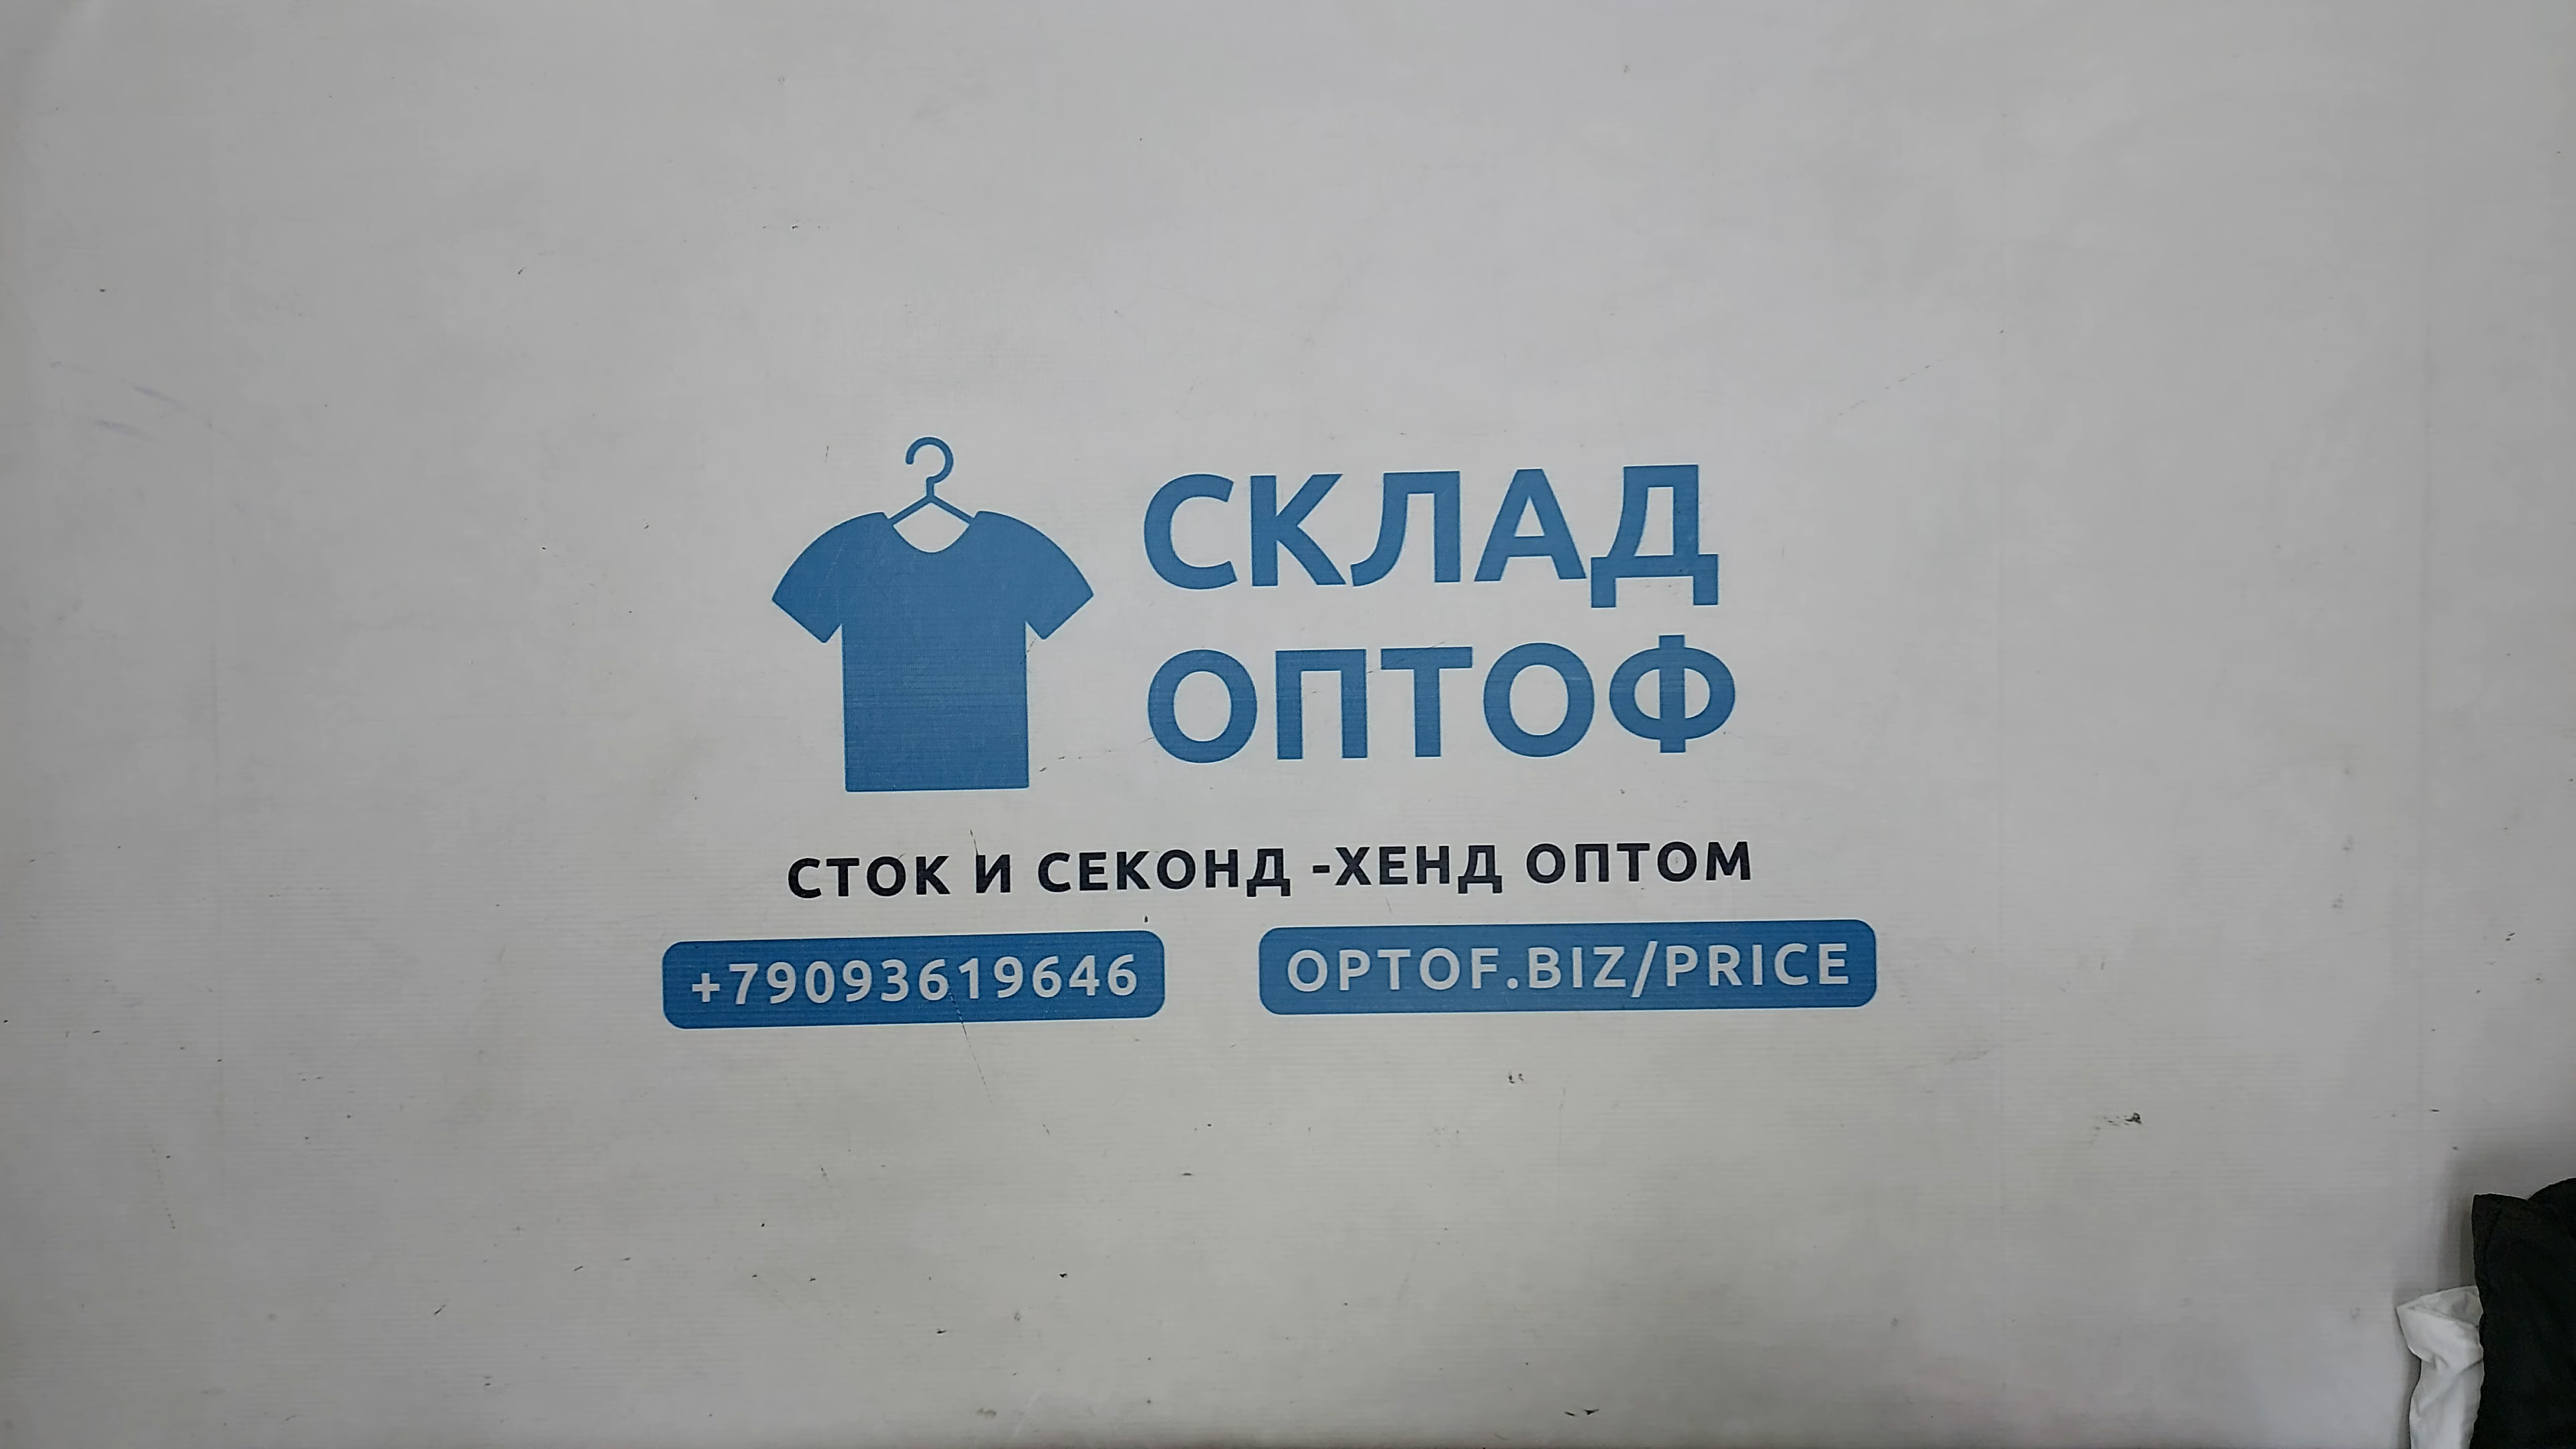 СКЛАД
ОПТОФ
СТОК И СЕКОНД -ХЕНД ОПТОМ
+79093619646
OPTOF.BIZ/PRICE